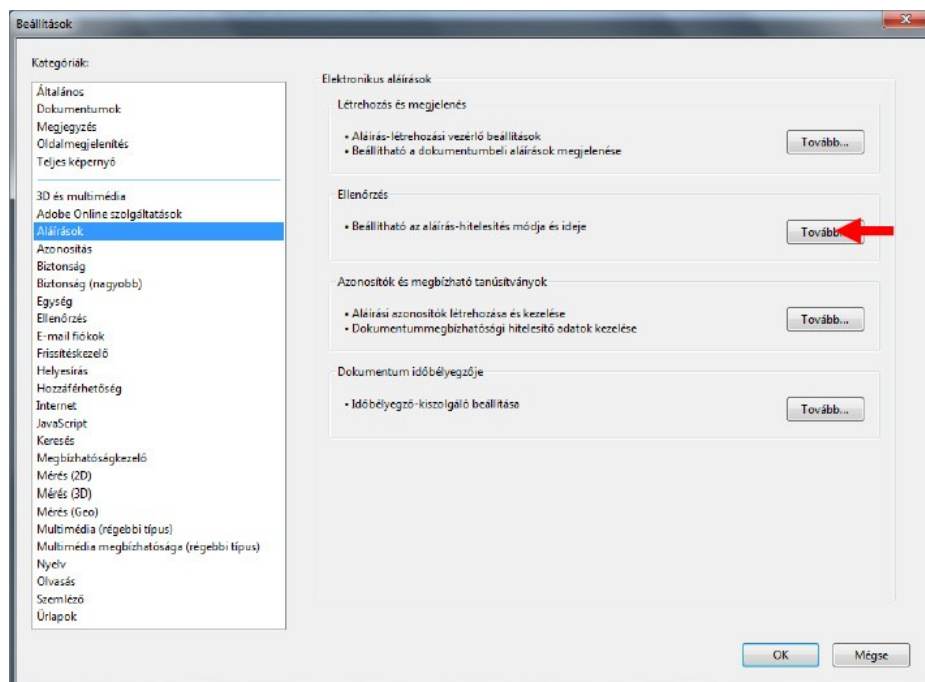 Beállítások
Kategóriák:
Általános
Dokumentumok
Megjegyzés
Oldalmegjelenítés
Teljes képernyő
3D és multimédia
Adobe Online szolgáltatások
Aláírások
Azonosítás
Biztonság
Biztonság (nagyobb)
Egység
Ellenőrzés
E-mail fiókok
Frissítéskezelő
Helyesírás
Hozzáférhetőség
Internet
JavaScript
Keresés
Megbízhatóságkezelő
Mérés (2D)
Mérés (3D)
Mérés (Geo)
Multimédia (régebbi típus)
Multimédia megbízhatósága (régebbi típus)
Nyelv
Olvasás
Szemléző
Űrlapok
Elektronikus aláírások
Létrehozás és megjelenés
• Aláírás-létrehozási vezérlő beállítások
• Beállítható a dokumentumbeli aláírások megjelenése
Tovább...
Ellenőrzés
• Beállítható az aláírás-hitelesítés módja és ideje
Tovább...
Azonosítók és megbízható tanúsítványok
• Aláírási azonosítók létrehozása és kezelése
• Dokumentummegbízhatósági hitelesítő adatok kezelése
Tovább...
Dokumentum időbélyegzője
• Időbélyegző-kiszolgáló beállítása
Tovább...
OK
Mégse